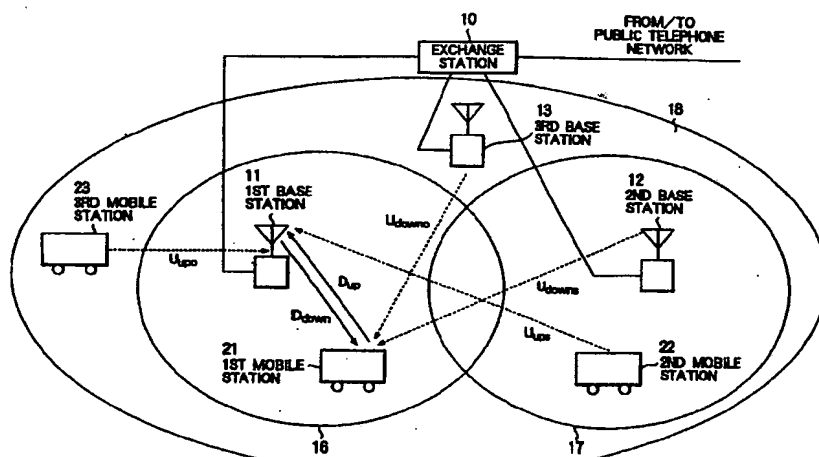 10
EXCHANGE
STATION
FROM/TO
PUBLIC TELEPHONE
NETWORK
18
13
3RD BASE
STATION
11
1ST BASE
STATION
12
2ND BASE
STATION
23
3RD MOBILE
STATION
Uupo
Udowno
Dup
Ddown
Udowns
Uups
21
1ST MOBILE
STATION
22
2ND MOBILE
STATION
16
17